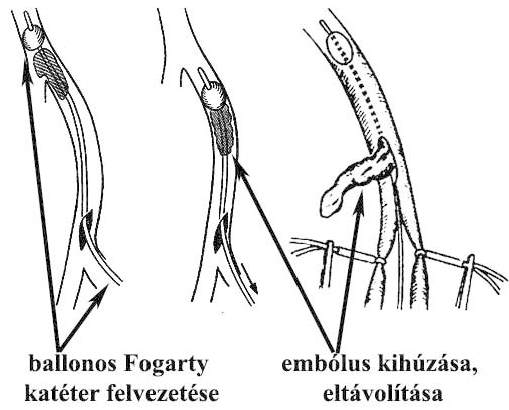 ballonos Fogarty
katéter felvezetése
embólus kihúzása,
eltávolítása